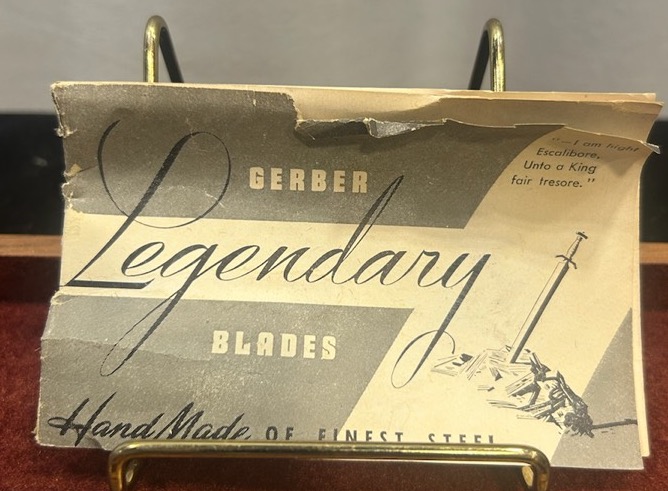 GERBER
Legendary
BLADES
Hand Made OF FINEST STEEL
"—I am hight
Escalibore,
Unto a King
fair tresore."